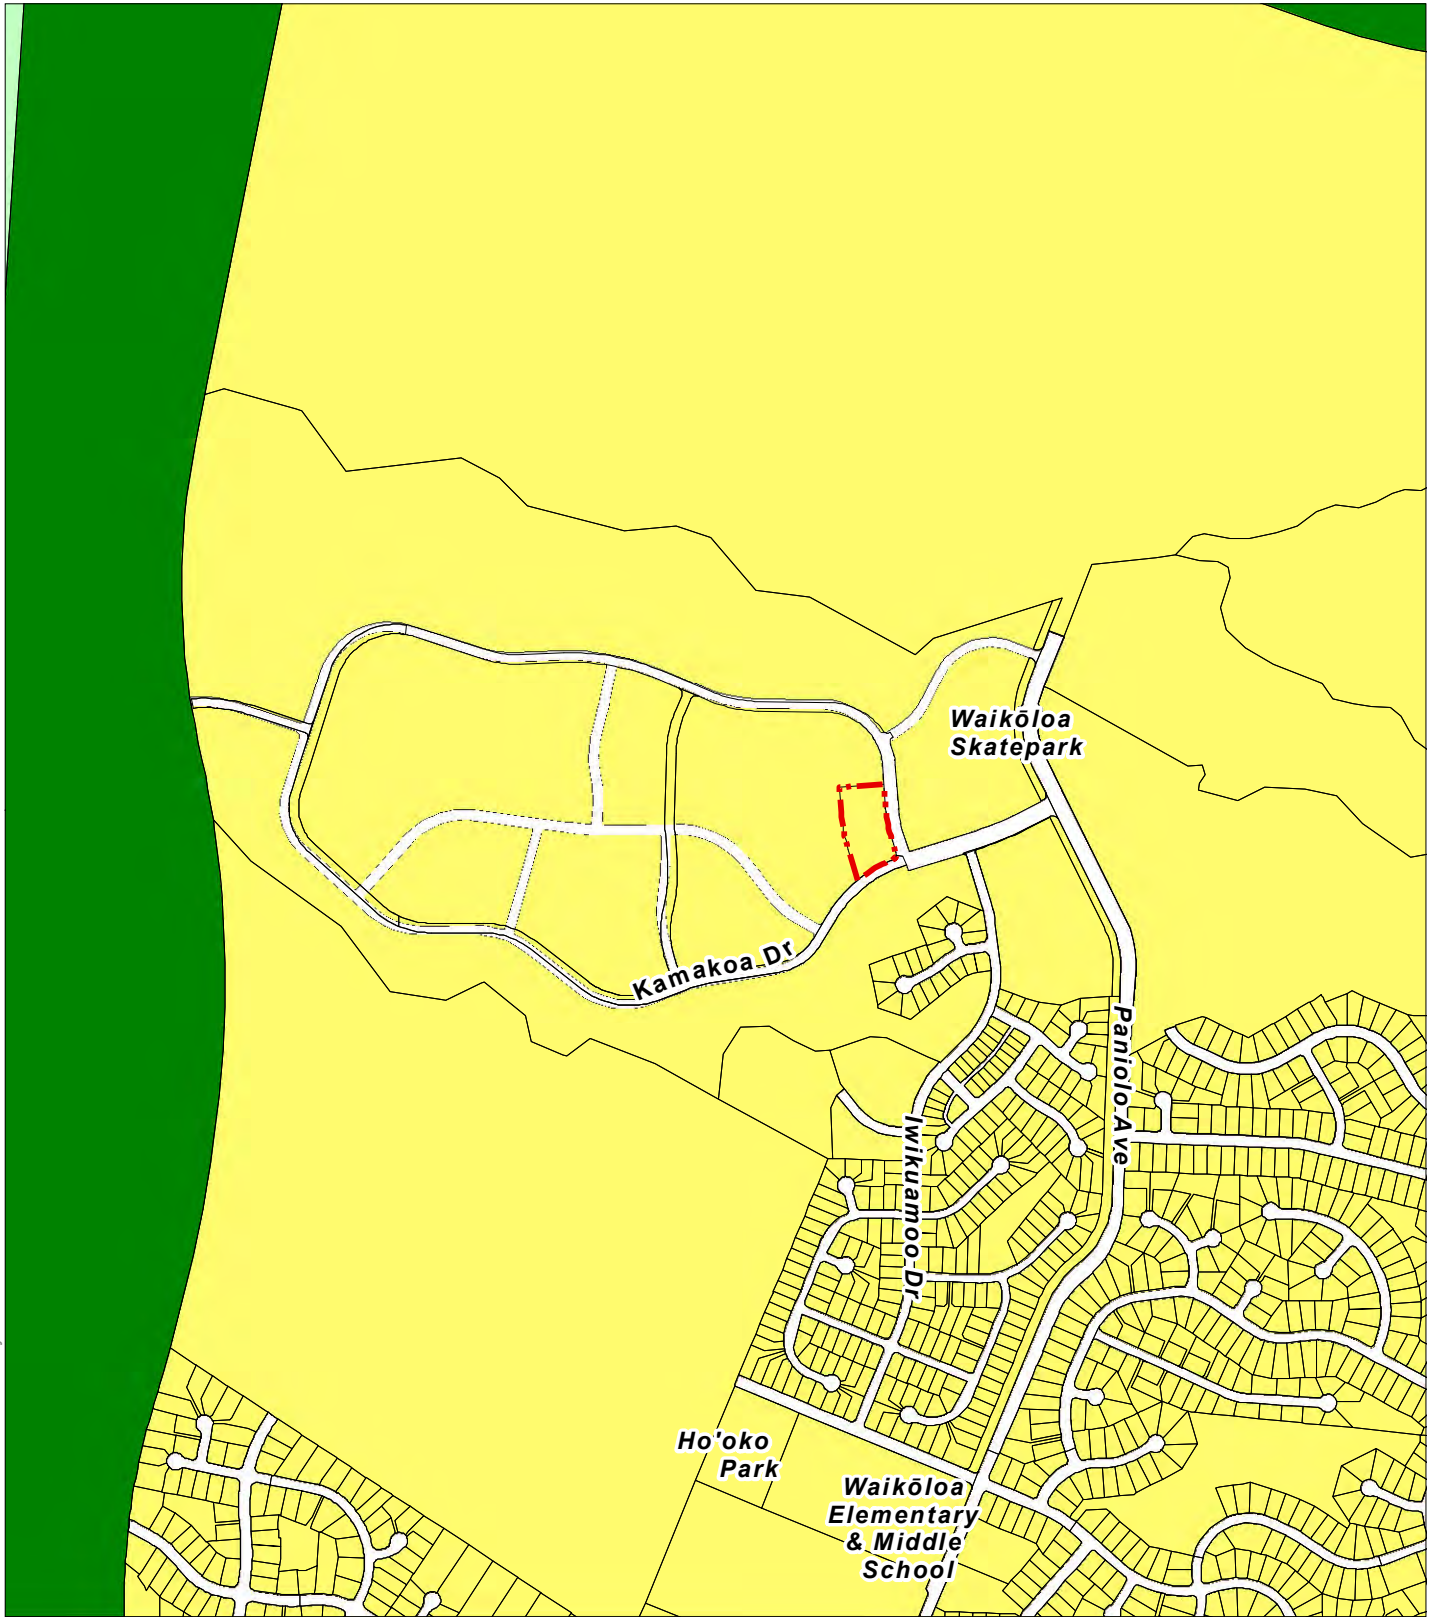 Waikōloa
Skatepark
Kamakoa Dr
Paniolo Ave
Iwikuamoo Dr
Ho'oko
Park
Waikōloa
Elementary
& Middle
School